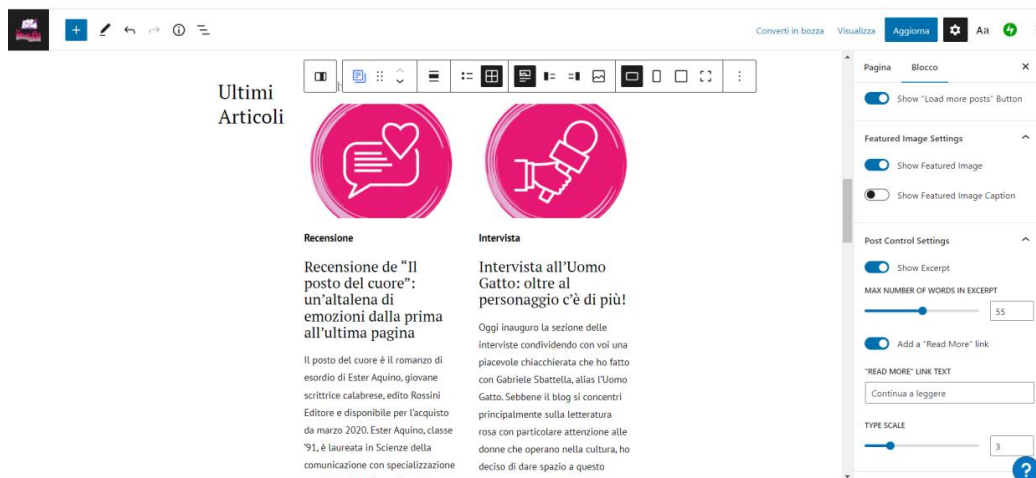 Converti in bozza
Visualizza
Aggiorna
Aa
Pagina
Blocco
Show "Load more posts" Button
Featured Image Settings
Show Featured Image
Show Featured Image Caption
Post Control Settings
Show Excerpt
MAX NUMBER OF WORDS IN EXCERPT
55
Add a "Read More" link
"READ MORE" LINK TEXT
Continua a leggere
TYPE SCALE
3
?
Ultimi
Articoli
Recensione
Recensione de “Il
posto del cuore”:
un’altalena di
emozioni dalla prima
all’ultima pagina
Il posto del cuore è il romanzo di
esordio di Ester Aquino, giovane
scrittrice calabrese, edito Rossini
Editore e disponibile per l’acquisto
da marzo 2020. Ester Aquino, classe
’91, è laureata in Scienze della
comunicazione con specializzazione
Intervista
Intervista all’Uomo
Gatto: oltre al
personaggio c’è di più!
Oggi inauguro la sezione delle
interviste condividendo con voi una
piacevole chiacchierata che ho fatto
con Gabriele Sbattella, alias l’Uomo
Gatto. Sebbene il blog si concentri
principalmente sulla letteratura
rosa con particolare attenzione alle
donne che operano nella cultura, ho
deciso di dare spazio a questo